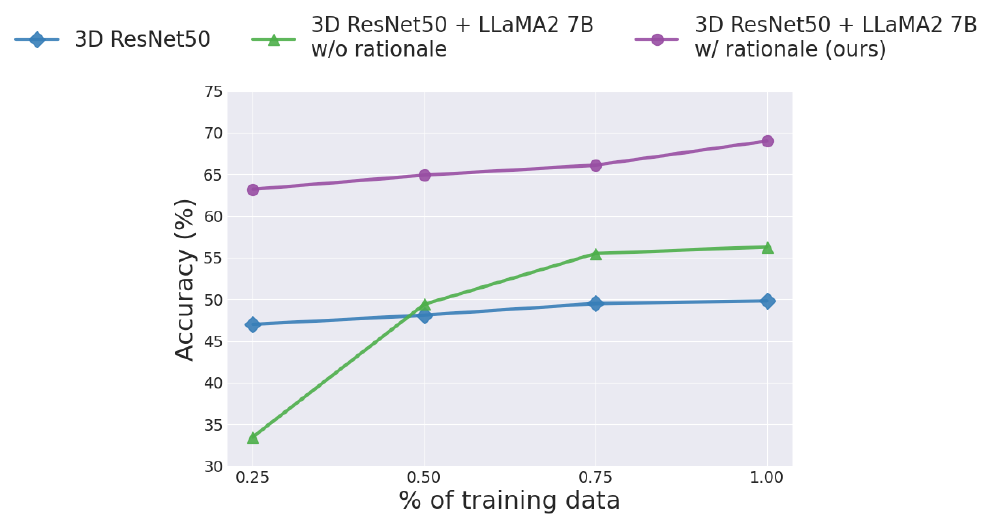 3D ResNet50
3D ResNet50 + LLaMA2 7B
w/o rationale
3D ResNet50 + LLaMA2 7B
w/ rationale (ours)
75
70
65
60
55
50
45
40
35
30
Accuracy (%)
0.25 0.50 0.75 1.00
% of training data